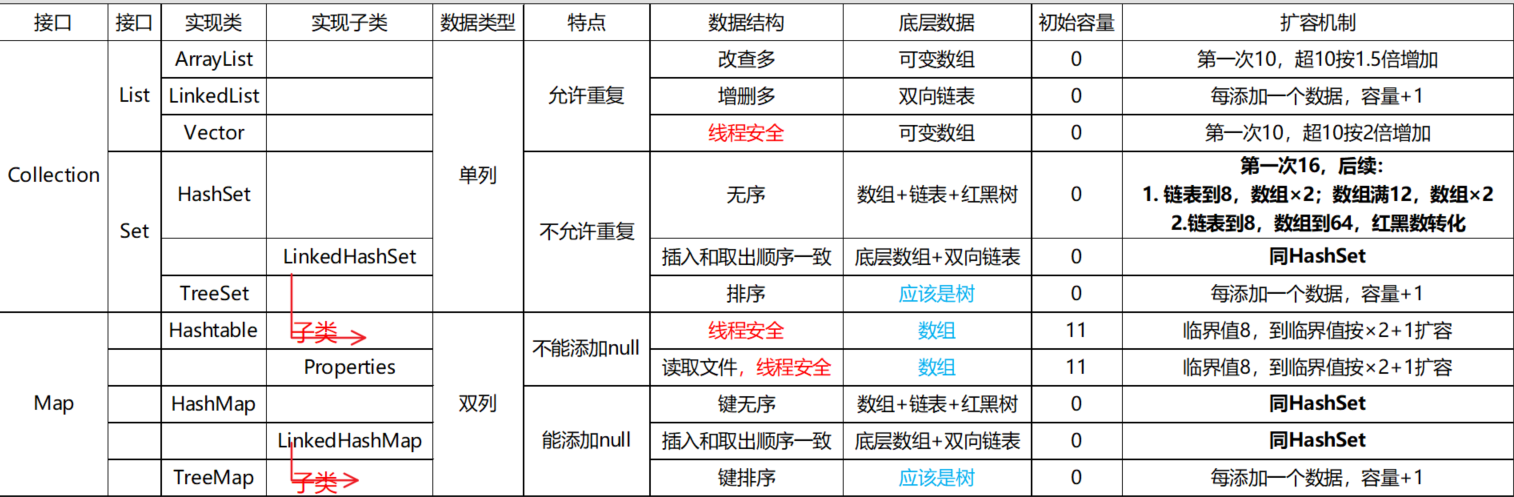 接口 接口 实现类 实现子类 数据类型 特点 数据结构 底层数据 初始容量 扩容机制
Collection List ArrayList 单列 允许重复 改查多 可变数组 0 第一次10，超10按1.5倍增加
LinkedList 增删多 双向链表 0 每添加一个数据，容量+1
Vector 线程安全 可变数组 0 第一次10，超10按2倍增加
Set HashSet 不允许重复 无序 数组+链表+红黑树 0 第一次16，后续：
1. 链表到8，数组×2；数组满12，数组×2
2.链表到8，数组到64，红黑数转化
LinkedHashSet 插入和取出顺序一致 底层数组+双向链表 0 同HashSet
TreeSet 排序 应该是树 0 每添加一个数据，容量+1
Map Hashtable 子类 双列 不能添加null 线程安全 数组 11 临界值8，到临界值按×2+1扩容
Properties 读取文件，线程安全 数组 11 临界值8，到临界值按×2+1扩容
HashMap 能添加null 键无序 数组+链表+红黑树 0 同HashSet
LinkedHashMap 插入和取出顺序一致 底层数组+双向链表 0 同HashSet
TreeMap 子类 键排序 应该是树 0 每添加一个数据，容量+1